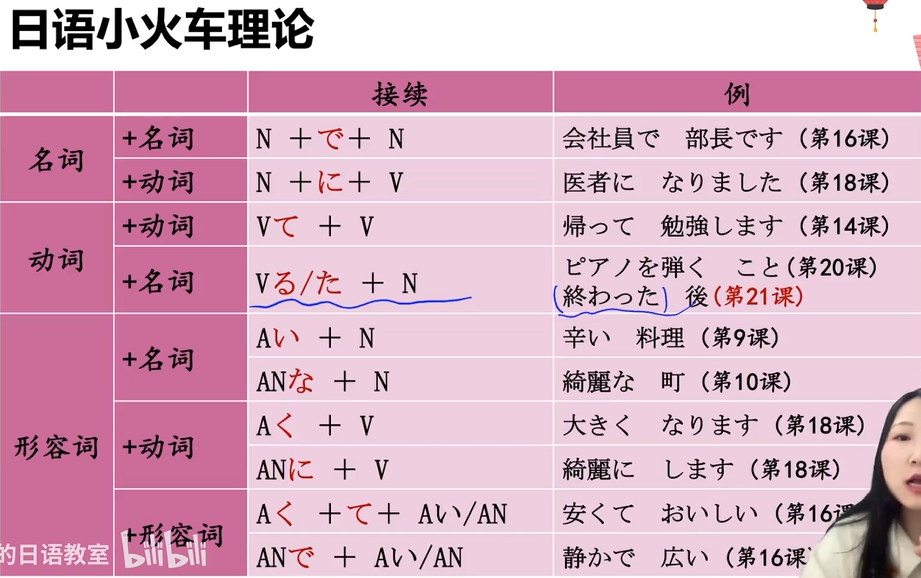 日语小火车理论
接续 例
名词 +名词 N +で+ N 会社員で 部長です (第16课)
+动词 N +に+ V 医者に なりました (第18课)
动词 +动词 Vて + V 帰って 勉強します (第14课)
+名词 Vる/た + N ピアノを弾く こと(第20课)
(終わった) 後(第21课)
形容词 +名词 Aい + N 辛い 料理 (第9课)
ANな + N 綺麗な 町 (第10课)
+动词 Aく + V 大きく なります (第18课)
ANに + V 綺麗に します (第18课)
+形容词 Aく +て+ Aい/AN 安くて おいしい (第16
ANで + Aい/AN 静かで 広い (第16课
的日语教室 bilibili